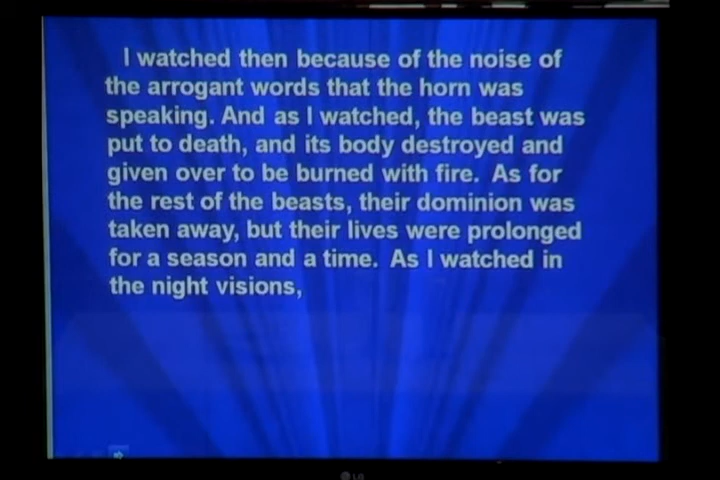 I watched then because of the noise of
the arrogant words that the horn was
speaking. And as I watched, the beast was
put to death, and its body destroyed and
given over to be burned with fire. As for
the rest of the beasts, their dominion was
taken away, but their lives were prolonged
for a season and a time. As I watched in
the night visions,
LG